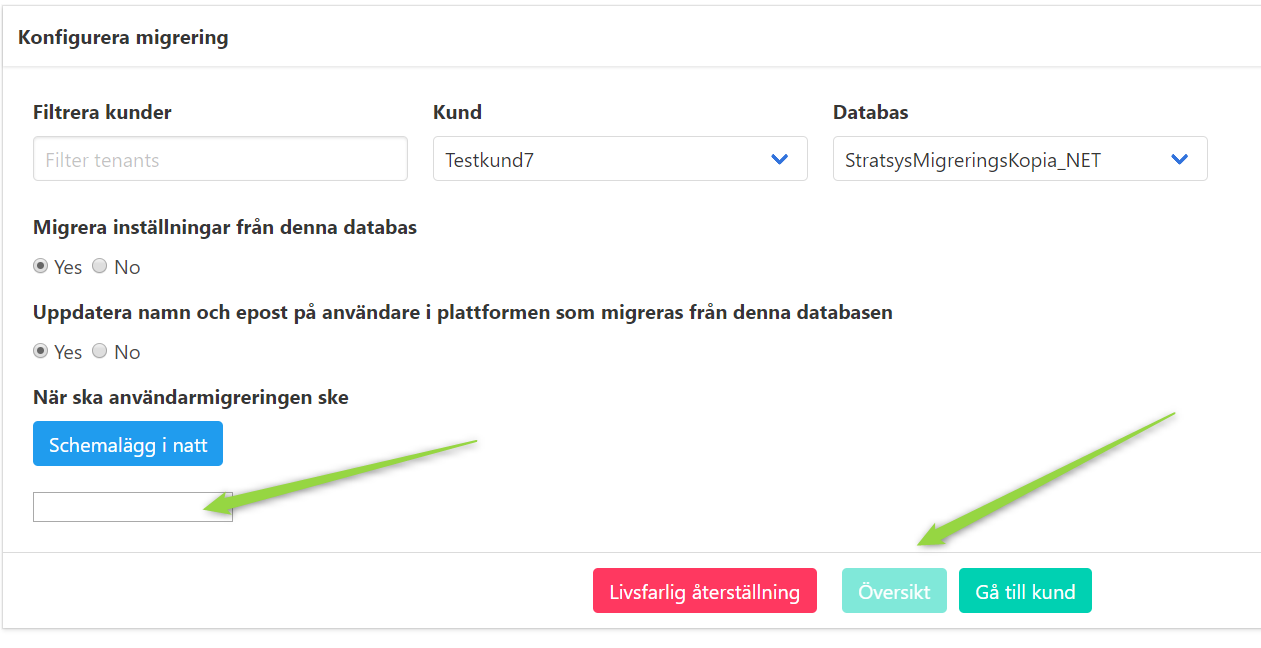 Konfigurera migrering
Filtrera kunder Kund Databas
Filter tenants Testkund7 StratsysMigreringsKopia_NET
Migrera inställningar från denna databas
Yes No
Uppdatera namn och epost på användare i plattformen som migreras från denna databasen
Yes No
När ska användarmigreringen ske
Schemalägg i natt
Livsfarlig återställning Översikt Gå till kund